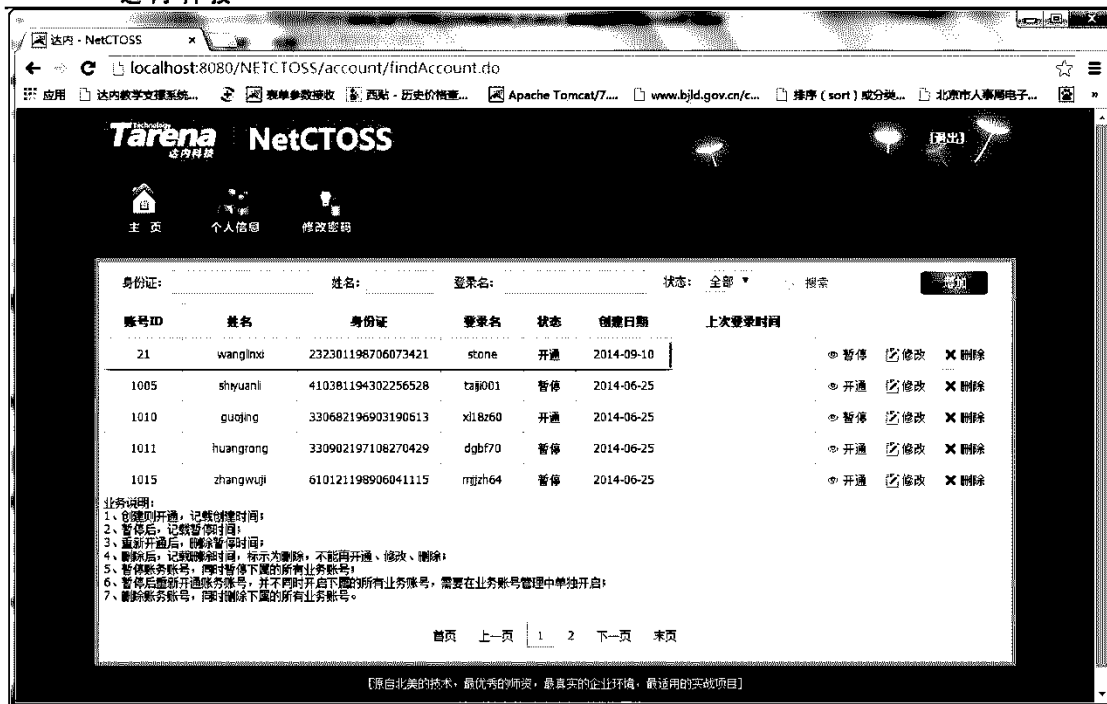 达内科技
达内 - NetCTOSS
localhost:8080/NETCTOSS/account/findAccount.do
应用 达内教学支撑系统... 表单参数接收 西贴 - 历史价格查... Apache Tomcat/7.... www.bjld.gov.cn/c... 排序 ( sort ) 成分类... 北京市人事局电子... »
Technology
Tarena NetCTOSS [退出]
达内科技
主 页 个人信息 修改密码
身份证: 姓名: 登录名: 状态: 全部 搜索 增加
账号ID 姓名 身份证 登录名 状态 创建日期 上次登录时间
21 wanglinxi 232301198706073421 stone 开通 2014-09-10 暂停 修改 删除
1005 shiyuanli 410381194302256528 taiji001 暂停 2014-06-25 开通 修改 删除
1010 guojing 330682196903190613 xl18z60 开通 2014-06-25 暂停 修改 删除
1011 huangrong 330902197108270429 dgbf70 暂停 2014-06-25 开通 修改 删除
1015 zhangwuji 610121198906041115 mjjzh64 暂停 2014-06-25 开通 修改 删除
业务说明:
1、创建则开通,记载创建时间;
2、暂停后,记载暂停时间;
3、重新开通后,删除暂停时间;
4、删除后,记载删除时间,标示为删除,不能再开通、修改、删除;
5、暂停账务账号,同时暂停下属的所有业务账号;
6、暂停后重新开通账务账号,并不同时开启下属的所有业务账号,需要在业务账号管理中单独开启;
7、删除账务账号,同时删除下属的所有业务账号。
首页 上一页 1 2 下一页 末页
[源自北美的技术,最优秀的师资,最真实的企业环境,最适用的实战项目]